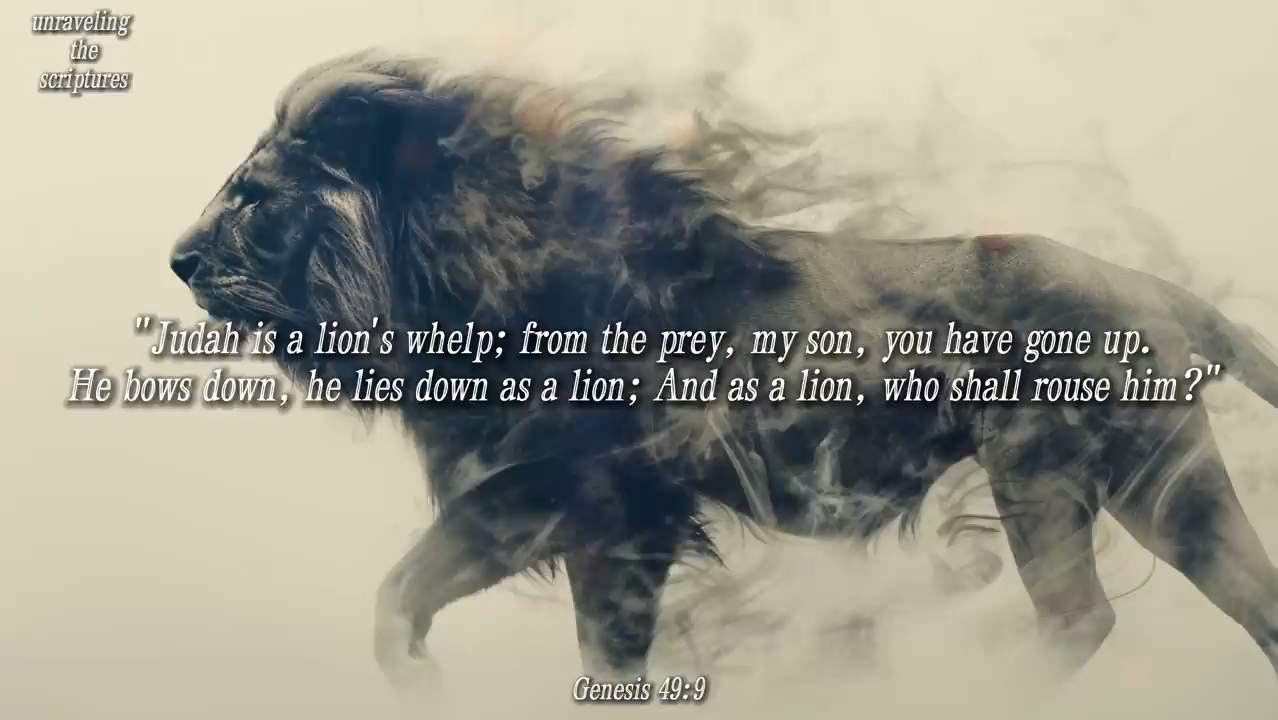 unraveling
the
scriptures
"Judah is a lion's whelp; from the prey, my son, you have gone up.
He bows down, he lies down as a lion; And as a lion, who shall rouse him?"
Genesis 49:9